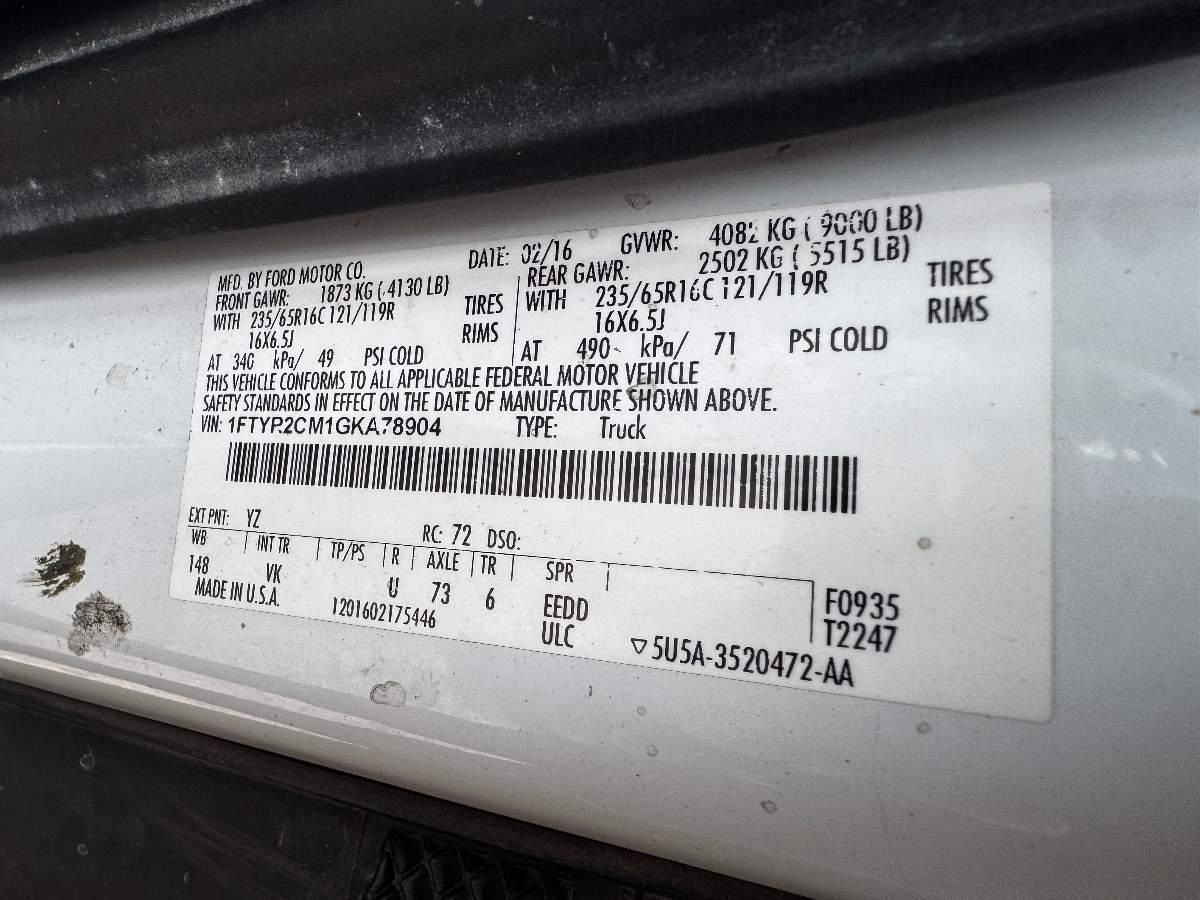 MFD. BY FORD MOTOR CO. DATE: 02/16 GVWR: 4082 KG ( 9000 LB)
FRONT GAWR: 1873 KG ( 4130 LB) REAR GAWR: 2502 KG ( 5515 LB)
WITH 235/65R16C 121/119R TIRES WITH 235/65R16C 121/119R TIRES
16X6.5J RIMS 16X6.5J RIMS
AT 340 kPa/ 49 PSI COLD AT 490 kPa/ 71 PSI COLD
THIS VEHICLE CONFORMS TO ALL APPLICABLE FEDERAL MOTOR VEHICLE
SAFETY STANDARDS IN EFFECT ON THE DATE OF MANUFACTURE SHOWN ABOVE.
VIN: 1FTYR2CM1GKA78904 TYPE: Truck
EXT PNT: YZ RC: 72 DSO:
WB | INT TR | TP/PS | R | AXLE | TR | SPR |
148 VK U 73 6 EEDD F0935
MADE IN U.S.A. 1201602175446 ULC T2247
▽5U5A-3520472-AA